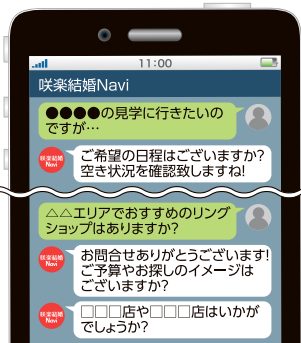 11:00
咲楽結婚Navi
●●●●の見学に行きたいの
ですが…
咲楽結婚
Navi
ご希望の日程はございますか?
空き状況を確認致しますね!
△△エリアでおすすめのリング
ショップはありますか?
咲楽結婚
Navi
お問合せありがとうございます!
ご予算やお探しのイメージは
ございますか?
咲楽結婚
Navi
□□□店や□□□店はいかが
でしょうか?